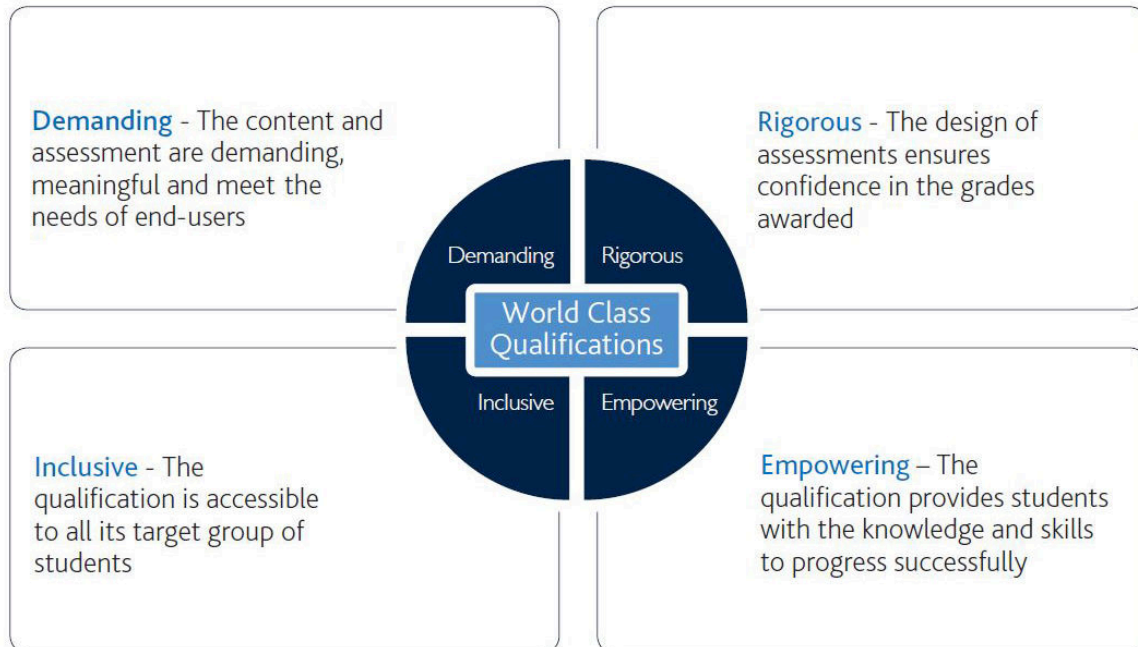 Demanding - The content and
assessment are demanding,
meaningful and meet the
needs of end-users
Rigorous - The design of
assessments ensures
confidence in the grades
awarded
Demanding
Rigorous
World Class
Qualifications
Inclusive
Empowering
Inclusive - The
qualification is accessible
to all its target group of
students
Empowering – The
qualification provides students
with the knowledge and skills
to progress successfully